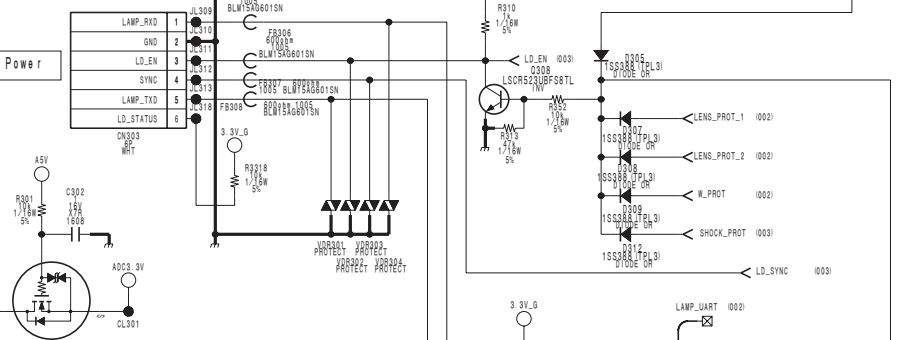 1005
BLM15AG601SN
JL309
LAMP_RXD 1
JL310
GND 2
JL311
LD_EN 3
JL312
SYNC 4
JL313
LAMP_TXD 5
JL318
LD_STATUS 6
CN303
6P
WHT
Power
FB306
600ohm
1005
BLM15AG601SN
FB307 600ohm
1005 BLM15AG601SN
FB308
600ohm 1005
BLM15AG601SN
3.3V_G
R3318
10k
1/16W
5%
A5V
R301
10k
1/16W
5%
C302
1
16V
X7R
1608
ADC3.3V
CL301
S
VDR301
PROTECT
VDR302
PROTECT
VDR303
PROTECT
VDR304
PROTECT
R310
1k
1/16W
5%
LD_EN (003)
Q308
LSCR523UBFS8TL
INV
R352
10k
1/16W
5%
R313
47k
1/16W
5%
D305
1SS388(TPL3)
DIODE OR
LENS_PROT_1 (002)
D307
1SS388(TPL3)
DIODE OR
LENS_PROT_2 (002)
D308
1SS388(TPL3)
DIODE OR
W_PROT (002)
D309
1SS388(TPL3)
DIODE OR
SHOCK_PROT (003)
D312
1SS388(TPL3)
DIODE OR
LD_SYNC (003)
3.3V_G
LAMP_UART (002)